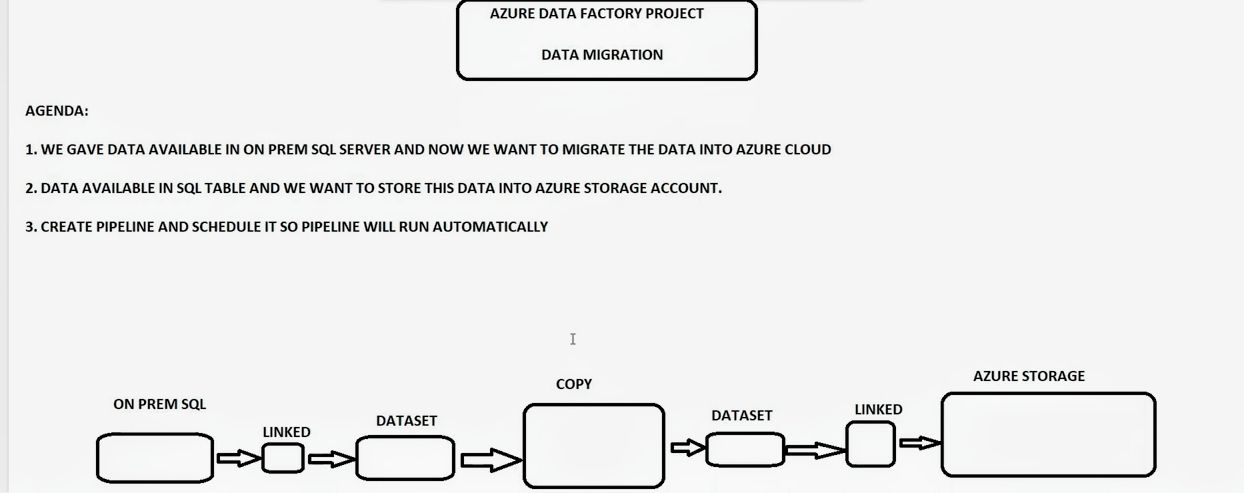 AZURE DATA FACTORY PROJECT
DATA MIGRATION
AGENDA:
1. WE GAVE DATA AVAILABLE IN ON PREM SQL SERVER AND NOW WE WANT TO MIGRATE THE DATA INTO AZURE CLOUD
2. DATA AVAILABLE IN SQL TABLE AND WE WANT TO STORE THIS DATA INTO AZURE STORAGE ACCOUNT.
3. CREATE PIPELINE AND SCHEDULE IT SO PIPELINE WILL RUN AUTOMATICALLY
ON PREM SQL
LINKED
DATASET
COPY
DATASET
LINKED
AZURE STORAGE